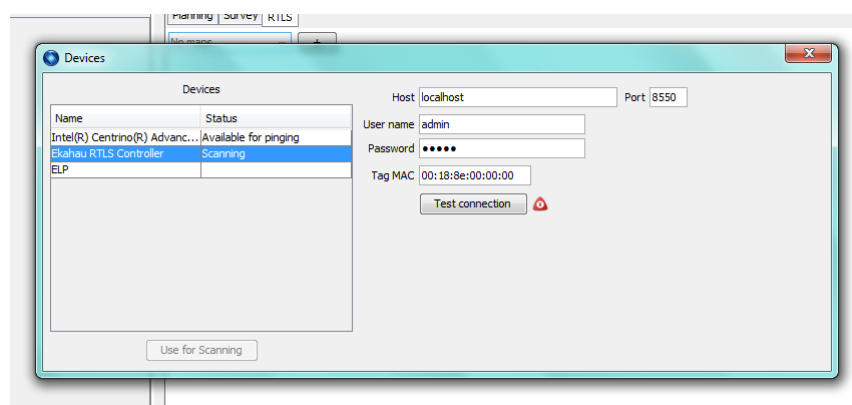 Planning Survey RTLS
No maps +
Devices
Devices
Name Status
Intel(R) Centrino(R) Advanc... Available for pinging
Ekahau RTLS Controller Scanning
ELP
Use for Scanning
Host localhost Port 8550
User name admin
Password •••••
Tag MAC 00:18:8e:00:00:00
Test connection